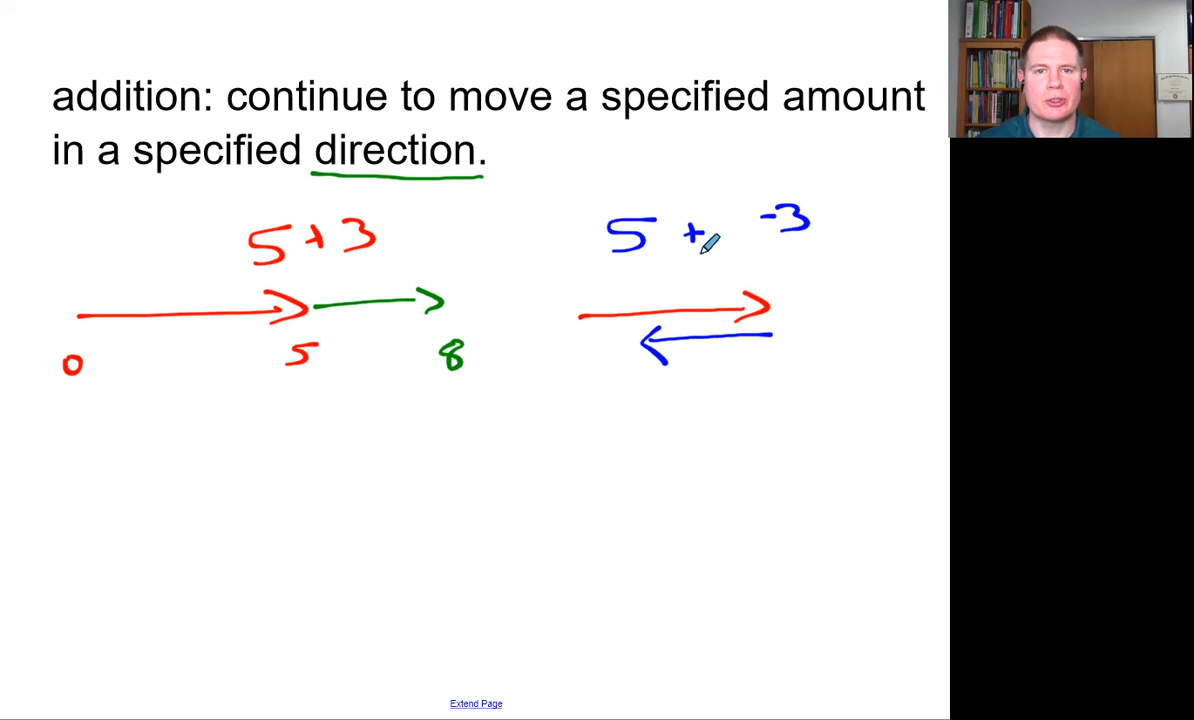 addition: continue to move a specified amount
in a specified direction.
5 + 3
5 + -3
0
5
8
Extend Page